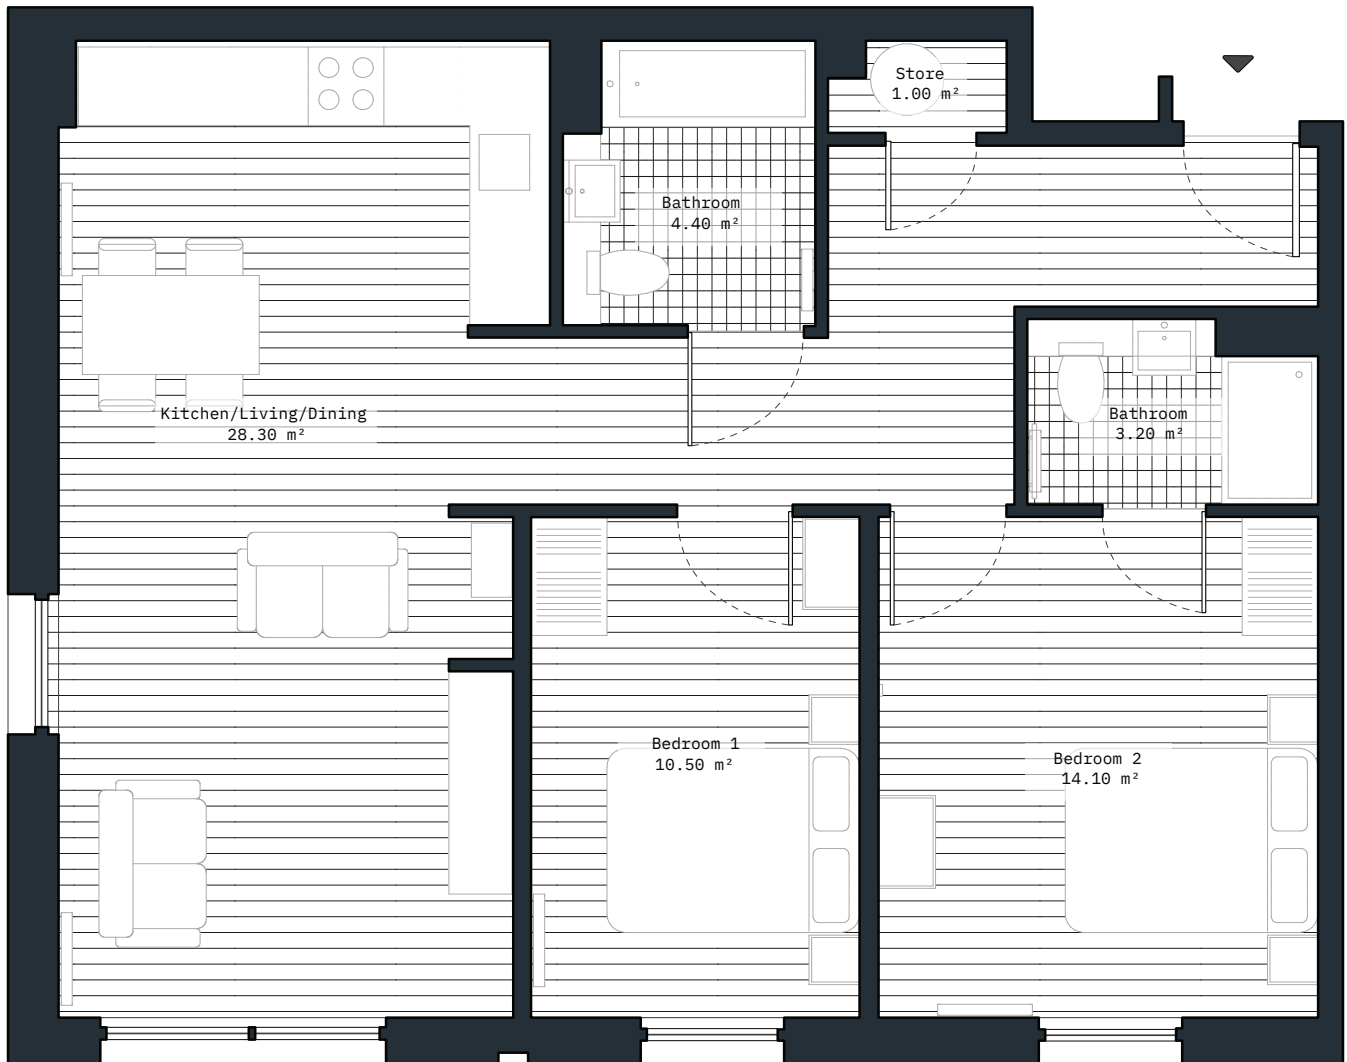 Store
1.00 m²
Bathroom
4.40 m²
Kitchen/Living/Dining
28.30 m²
Bathroom
3.20 m²
Bedroom 1
10.50 m²
Bedroom 2
14.10 m²